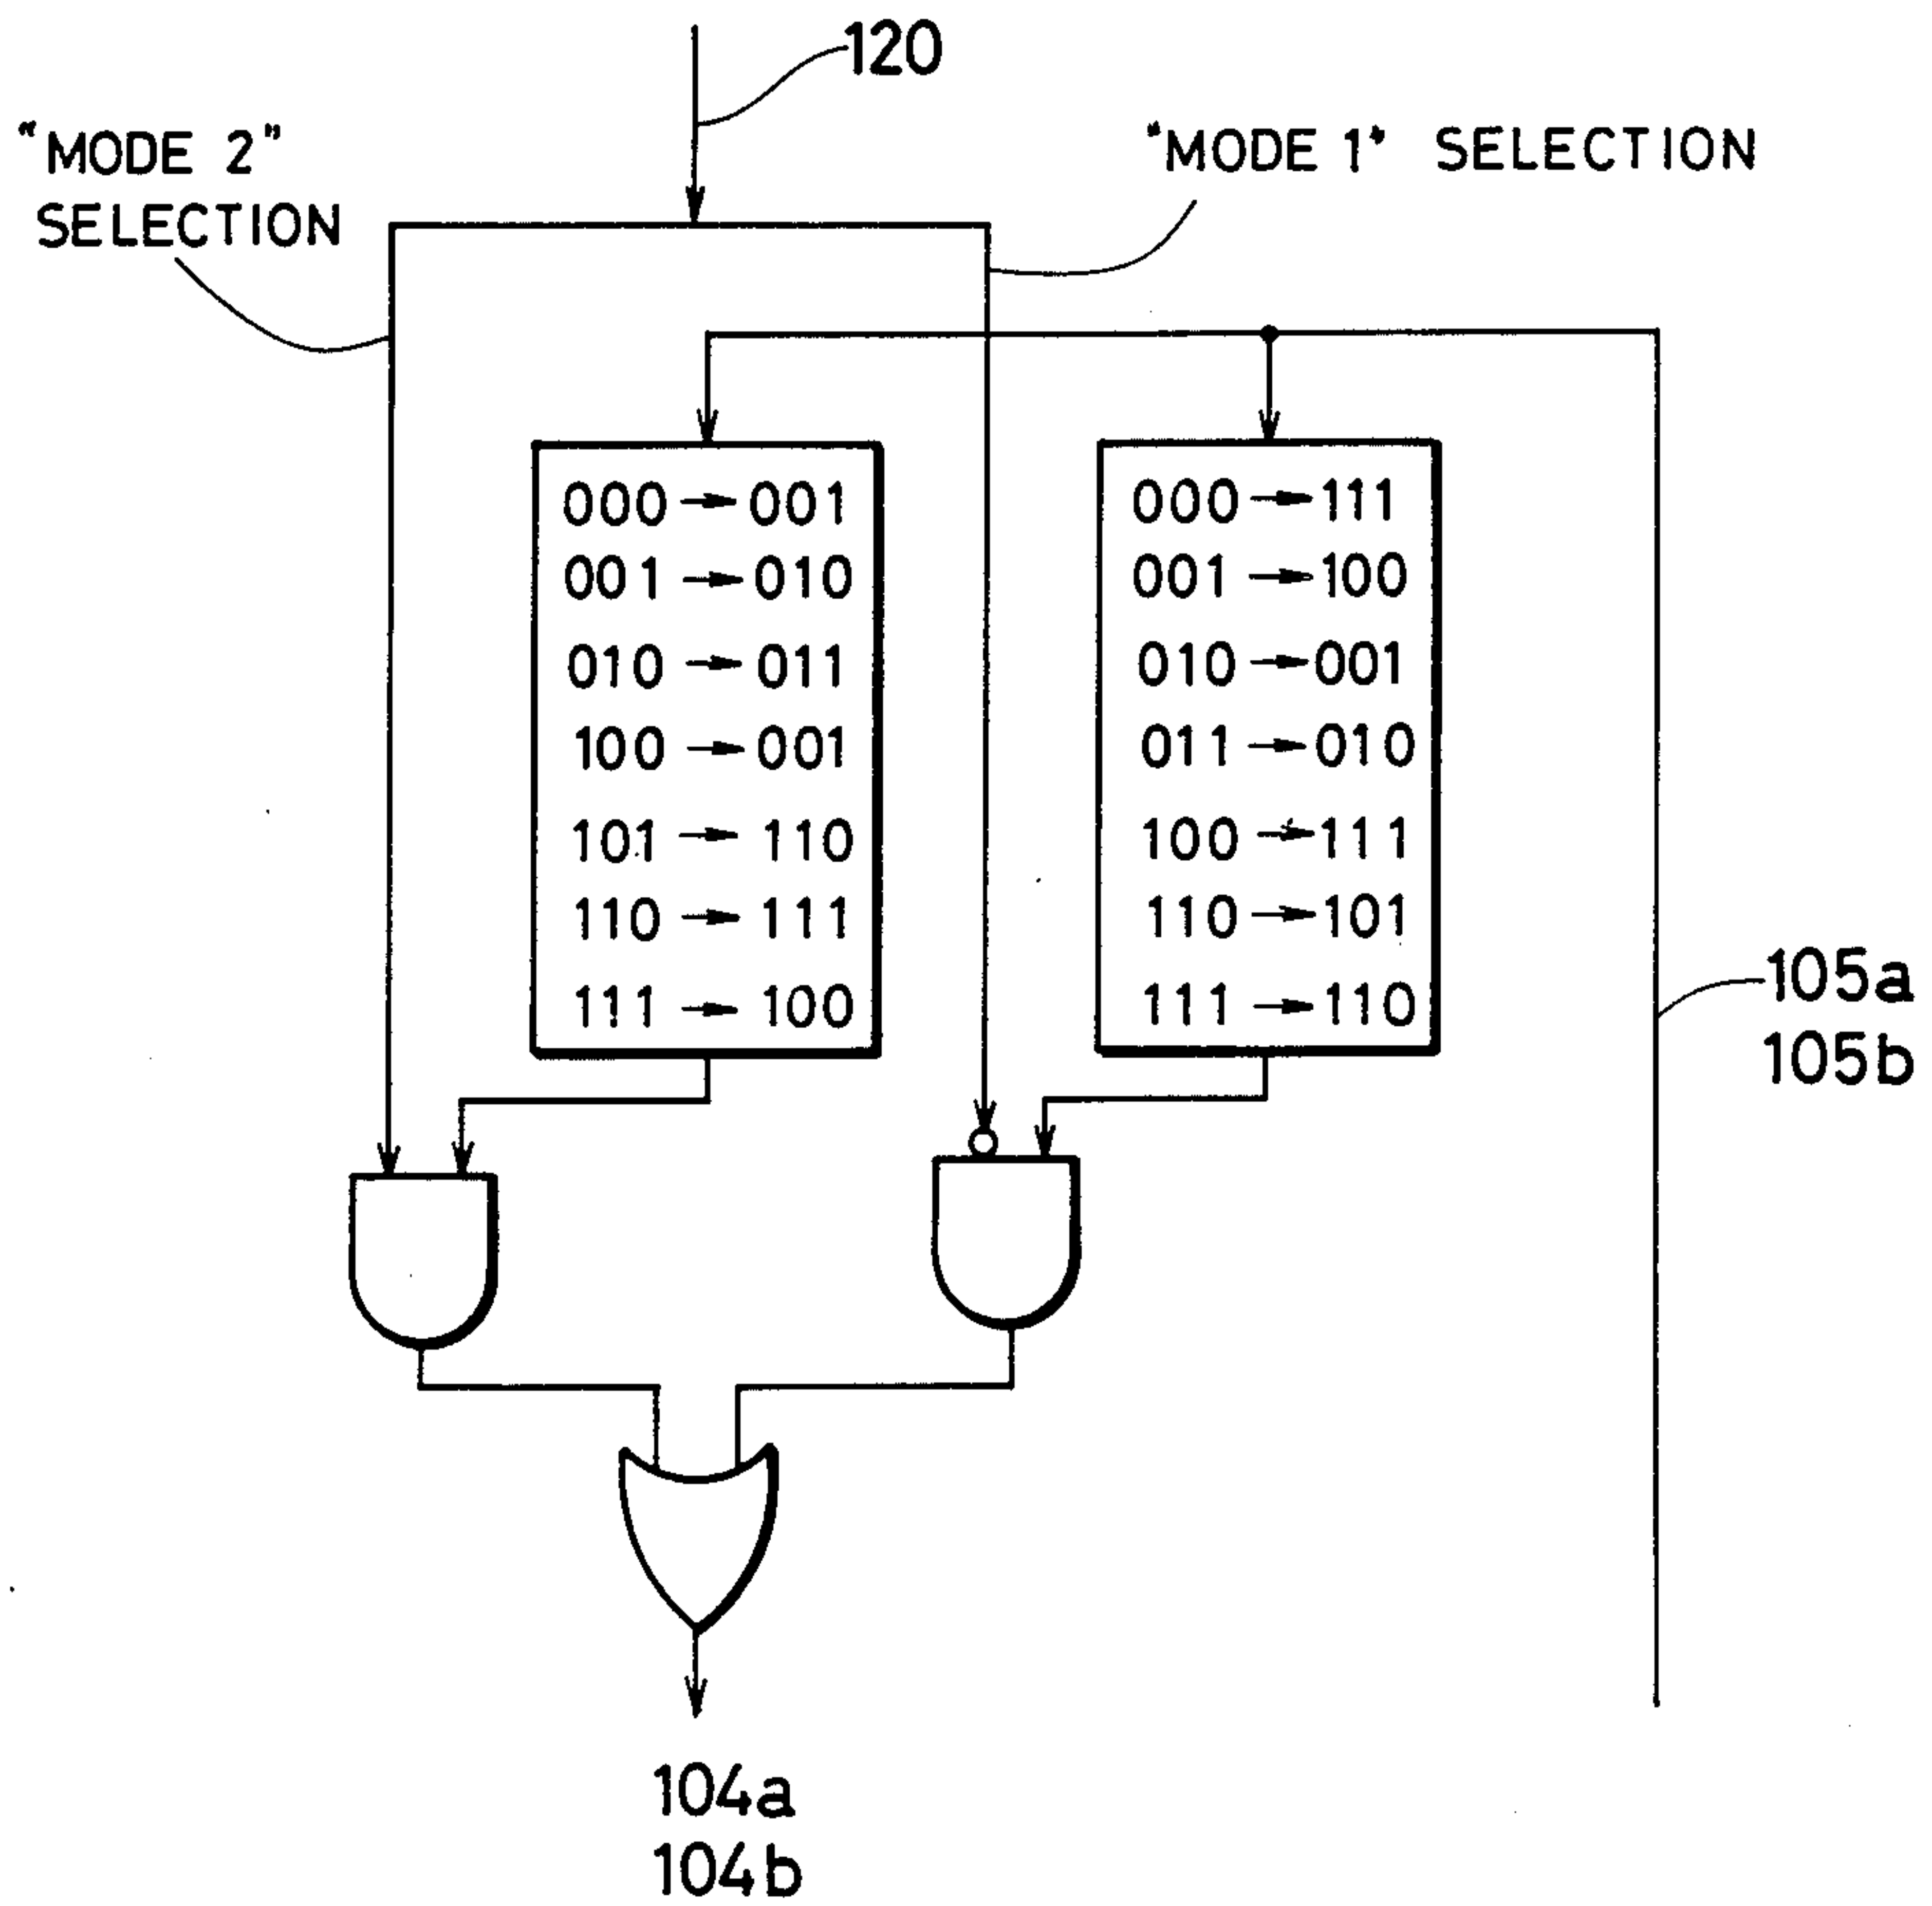 120
"MODE 2"
SELECTION
"MODE 1" SELECTION
000 → 001
001 → 010
010 → 011
100 → 001
101 → 110
110 → 111
111 → 100
000 → 111
001 → 100
010 → 001
011 → 010
100 → 111
110 → 101
111 → 110
105a
105b
104a
104b